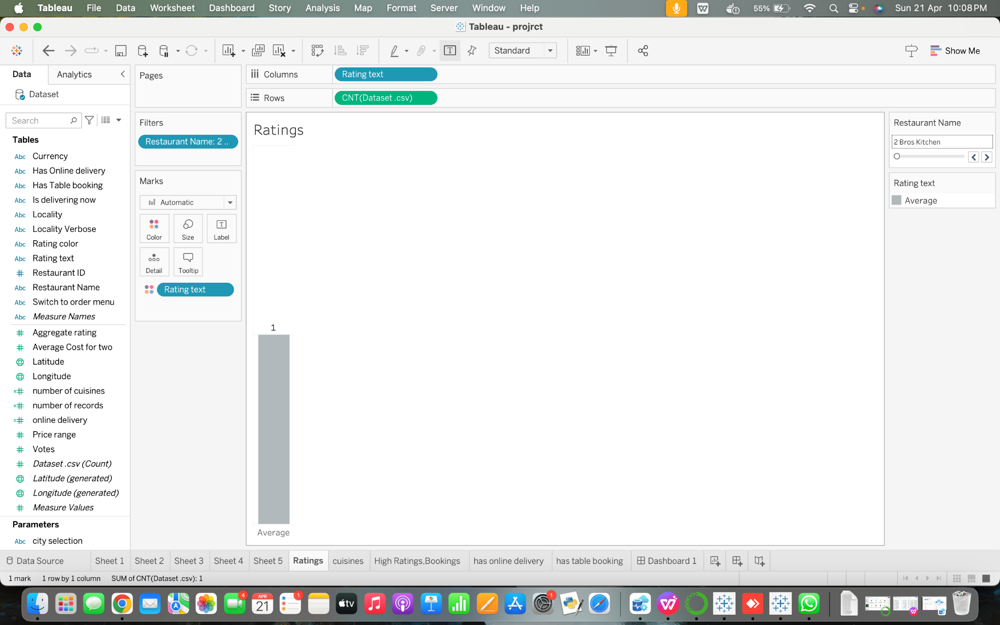 Tableau File Data Worksheet Dashboard Story Analysis Map Format Server Window Help 55% Sun 21 Apr 10:08 PM
Tableau - projrct
Standard
Show Me
Data Analytics
Dataset
Search
Tables
Abc Currency
Abc Has Online delivery
Abc Has Table booking
Abc Is delivering now
Abc Locality
Abc Locality Verbose
Abc Rating color
Abc Rating text
Restaurant ID
Abc Restaurant Name
Abc Switch to order menu
Abc Measure Names
Aggregate rating
Average Cost for two
Latitude
Longitude
number of cuisines
number of records
online delivery
Price range
Votes
Dataset .csv (Count)
Latitude (generated)
Longitude (generated)
Measure Values
Parameters
Abc city selection
Pages
Filters
Restaurant Name: 2 ..
Marks
Automatic
Color Size Label
Detail Tooltip
Rating text
Columns Rating text
Rows CNT(Dataset .csv)
Ratings
1
Average
Restaurant Name
2 Bros Kitchen
Rating text
Average
Data Source Sheet 1 Sheet 2 Sheet 3 Sheet 4 Sheet 5 Ratings cuisines High Ratings,Bookings has online delivery has table booking Dashboard 1
1 mark 1 row by 1 column SUM of CNT(Dataset .csv): 1
4 APR 21 1 tv 1 TXT